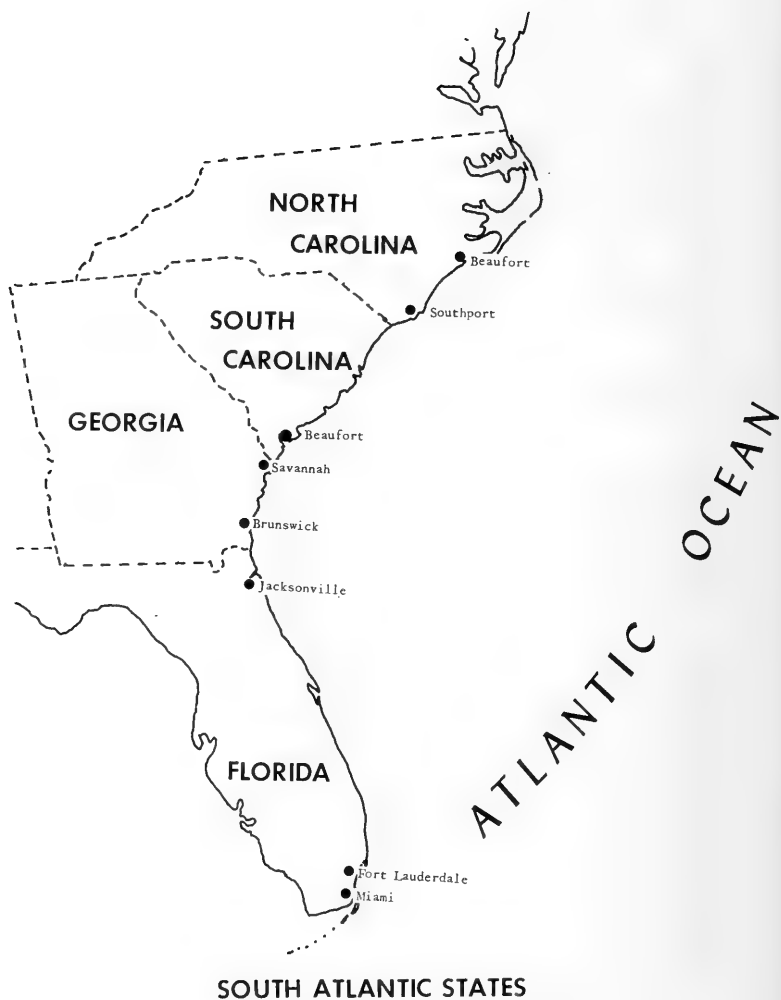 NORTH
CAROLINA
Beaufort
Southport
SOUTH
CAROLINA
GEORGIA
Beaufort
Savannah
Brunswick
Jacksonville
OCEAN
ATLANTIC
FLORIDA
Fort Lauderdale
Miami
SOUTH ATLANTIC STATES